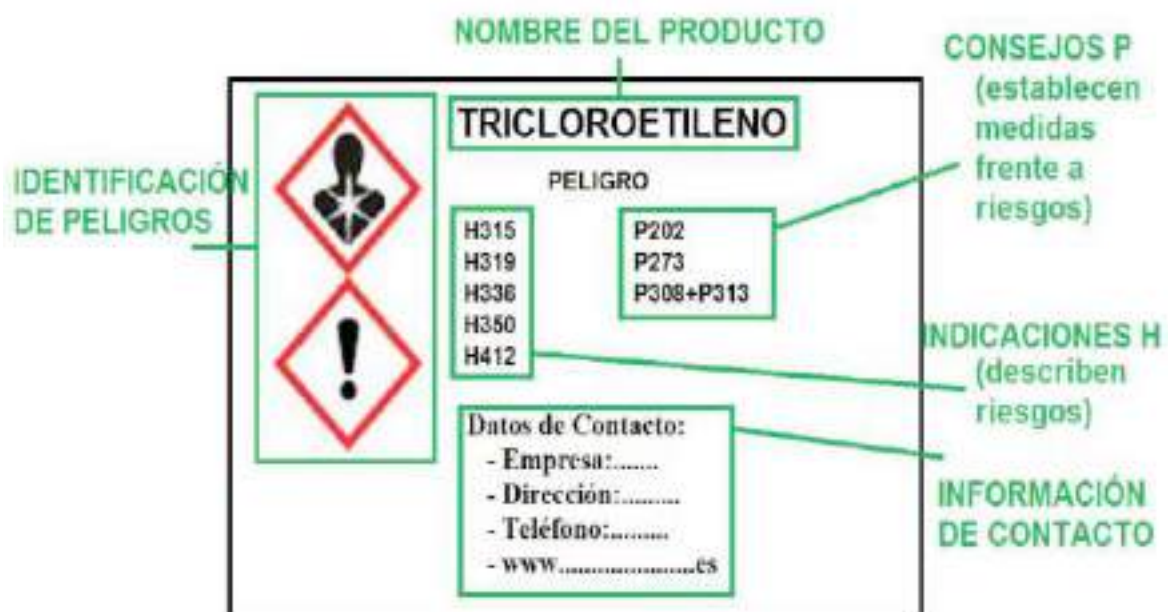 NOMBRE DEL PRODUCTO
TRICLOROETILENO
PELIGRO
IDENTIFICACIÓN
DE PELIGROS
H315
H319
H336
H350
H412
P202
P273
P308+P313
CONSEJOS P
(establecen
medidas
frente a
riesgos)
INDICACIONES H
(describen
riesgos)
Datos de Contacto:
- Empresa:.......
- Dirección:.........
- Teléfono:.........
- www......................es
INFORMACIÓN
DE CONTACTO